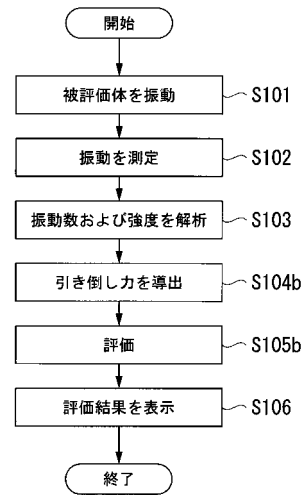 開始
被評価体を振動 S101
振動を測定 S102
振動数および強度を解析 S103
引き倒し力を導出 S104b
評価 S105b
評価結果を表示 S106
終了